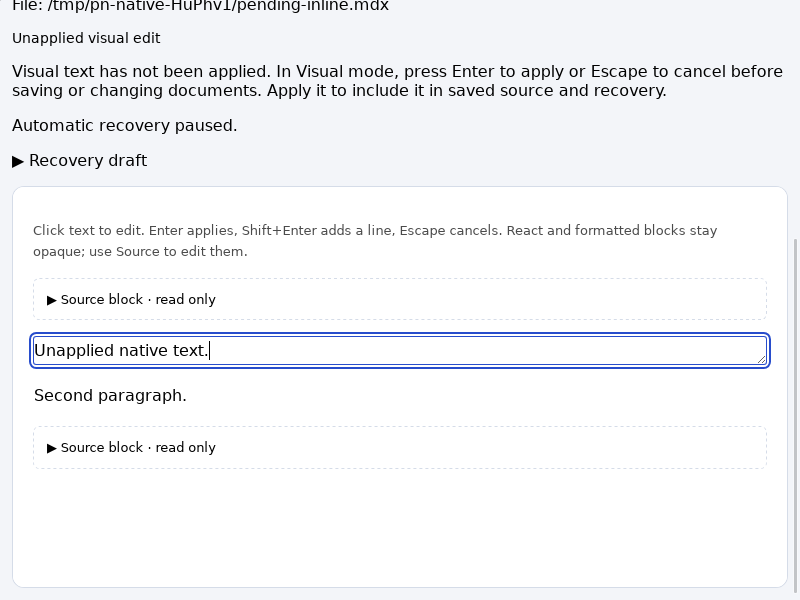 File: /tmp/pn-native-HuPhv1/pending-inline.mdx
Unapplied visual edit
Visual text has not been applied. In Visual mode, press Enter to apply or Escape to cancel before
saving or changing documents. Apply it to include it in saved source and recovery.
Automatic recovery paused.
▶ Recovery draft
Click text to edit. Enter applies, Shift+Enter adds a line, Escape cancels. React and formatted blocks stay
opaque; use Source to edit them.
▶ Source block · read only
Unapplied native text.
Second paragraph.
▶ Source block · read only